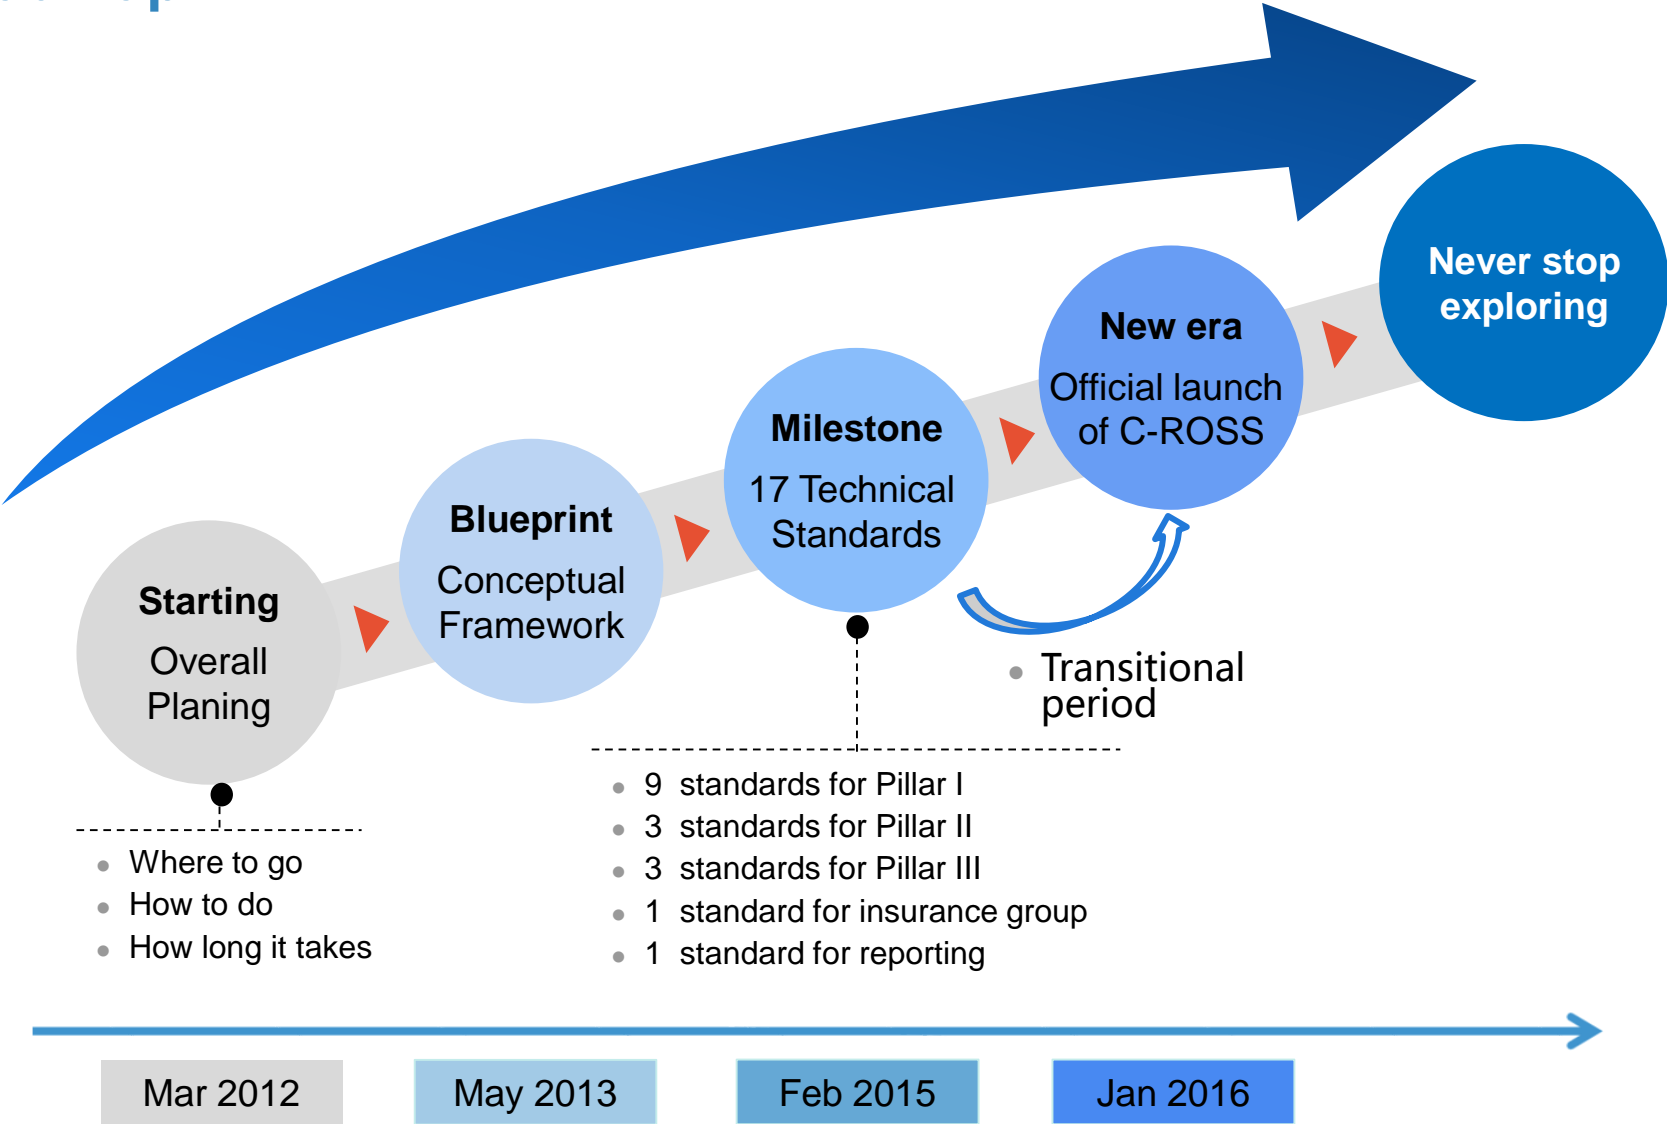 Starting
Overall
Planing
Blueprint
Conceptual
Framework
Milestone
17 Technical
Standards
New era
Official launch
of C-ROSS
Never stop
exploring
Transitional
period
Where to go
How to do
How long it takes
9 standards for Pillar I
3 standards for Pillar II
3 standards for Pillar III
1 standard for insurance group
1 standard for reporting
Mar 2012
May 2013
Feb 2015
Jan 2016